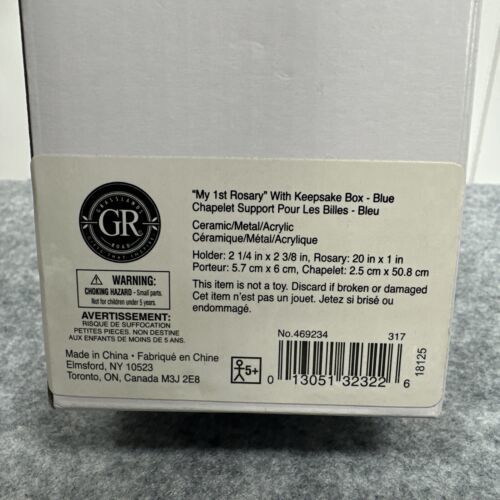 GRASSLANDS
GR
ROAD
"My 1st Rosary" With Keepsake Box - Blue
Chapelet Support Pour Les Billes - Bleu
Ceramic/Metal/Acrylic
Céramique/Métal/Acrylique
Holder: 2 1/4 in x 2 3/8 in, Rosary: 20 in x 1 in
Porteur: 5.7 cm x 6 cm, Chapelet: 2.5 cm x 50.8 cm
This item is not a toy. Discard if broken or damaged
Cet item n'est pas un jouet. Jetez si brisé ou
endommagé.
WARNING:
CHOKING HAZARD - Small parts.
Not for children under 5 years.
AVERTISSEMENT:
RISQUE DE SUFFOCATION
PETITES PIECES. NON DESTINE
AUX ENFANTS DE MOINS DE 5 ANS.
Made in China • Fabriqué en Chine
Elmsford, NY 10523
Toronto, ON, Canada M3J 2E8
5+
No.469234 317
0 13051 32322 6
18125